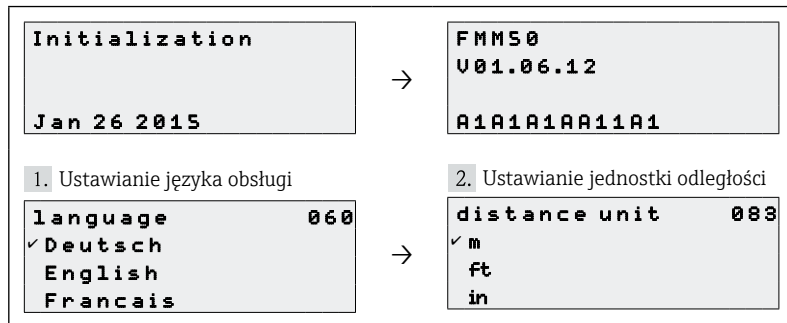 Initialization
Jan 26 2015
→
FMM50
V01.06.12
A1A1A1AA11A1
1. Ustawianie języka obsługi
language 060
✓ Deutsch
English
Francais
→
2. Ustawianie jednostki odległości
distance unit 083
✓ m
ft
in